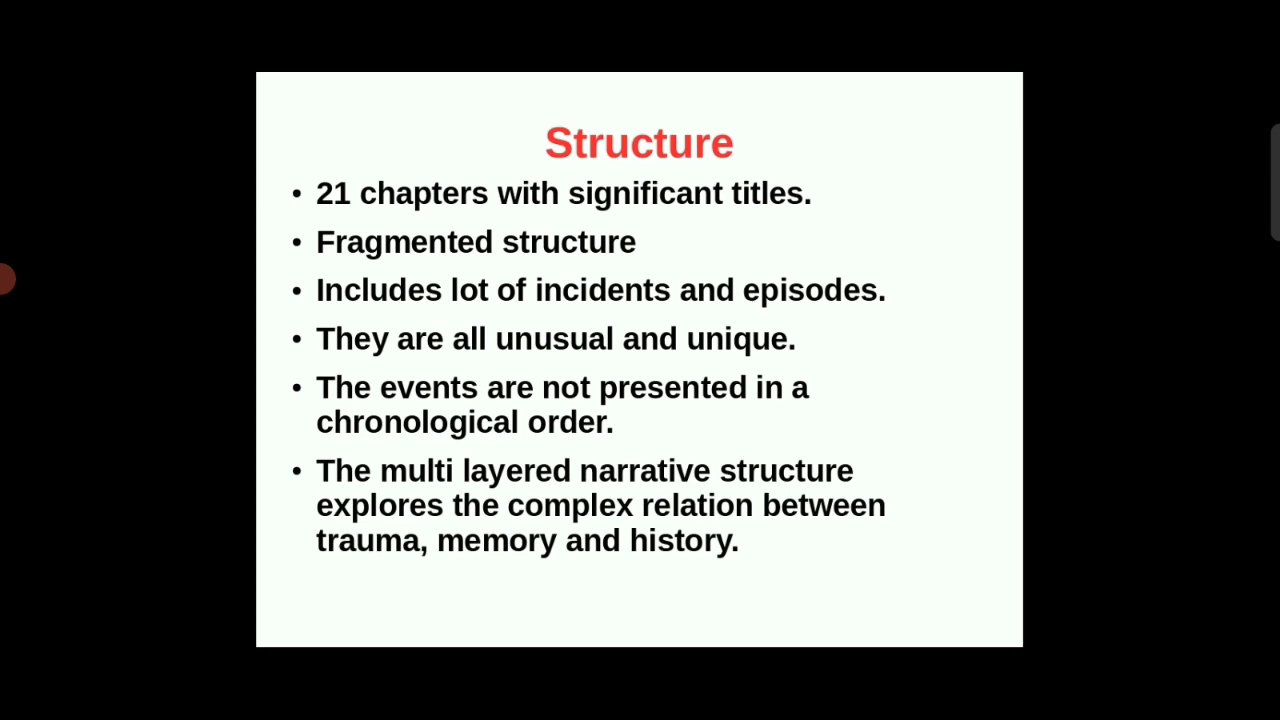 Structure
• 21 chapters with significant titles.
• Fragmented structure
• Includes lot of incidents and episodes.
• They are all unusual and unique.
• The events are not presented in a
chronological order.
• The multi layered narrative structure
explores the complex relation between
trauma, memory and history.